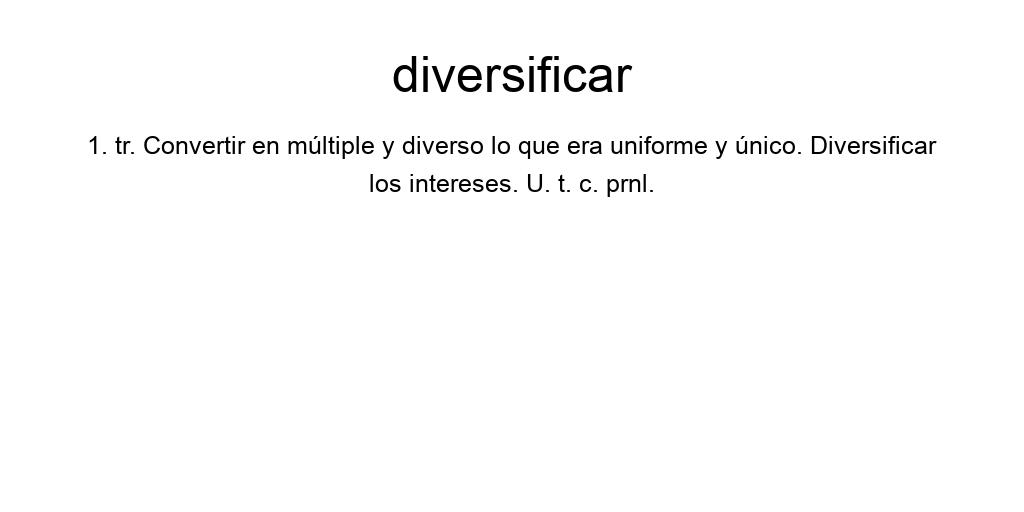 diversificar
1. tr. Convertir en múltiple y diverso lo que era uniforme y único. Diversificar
los intereses. U. t. c. prnl.